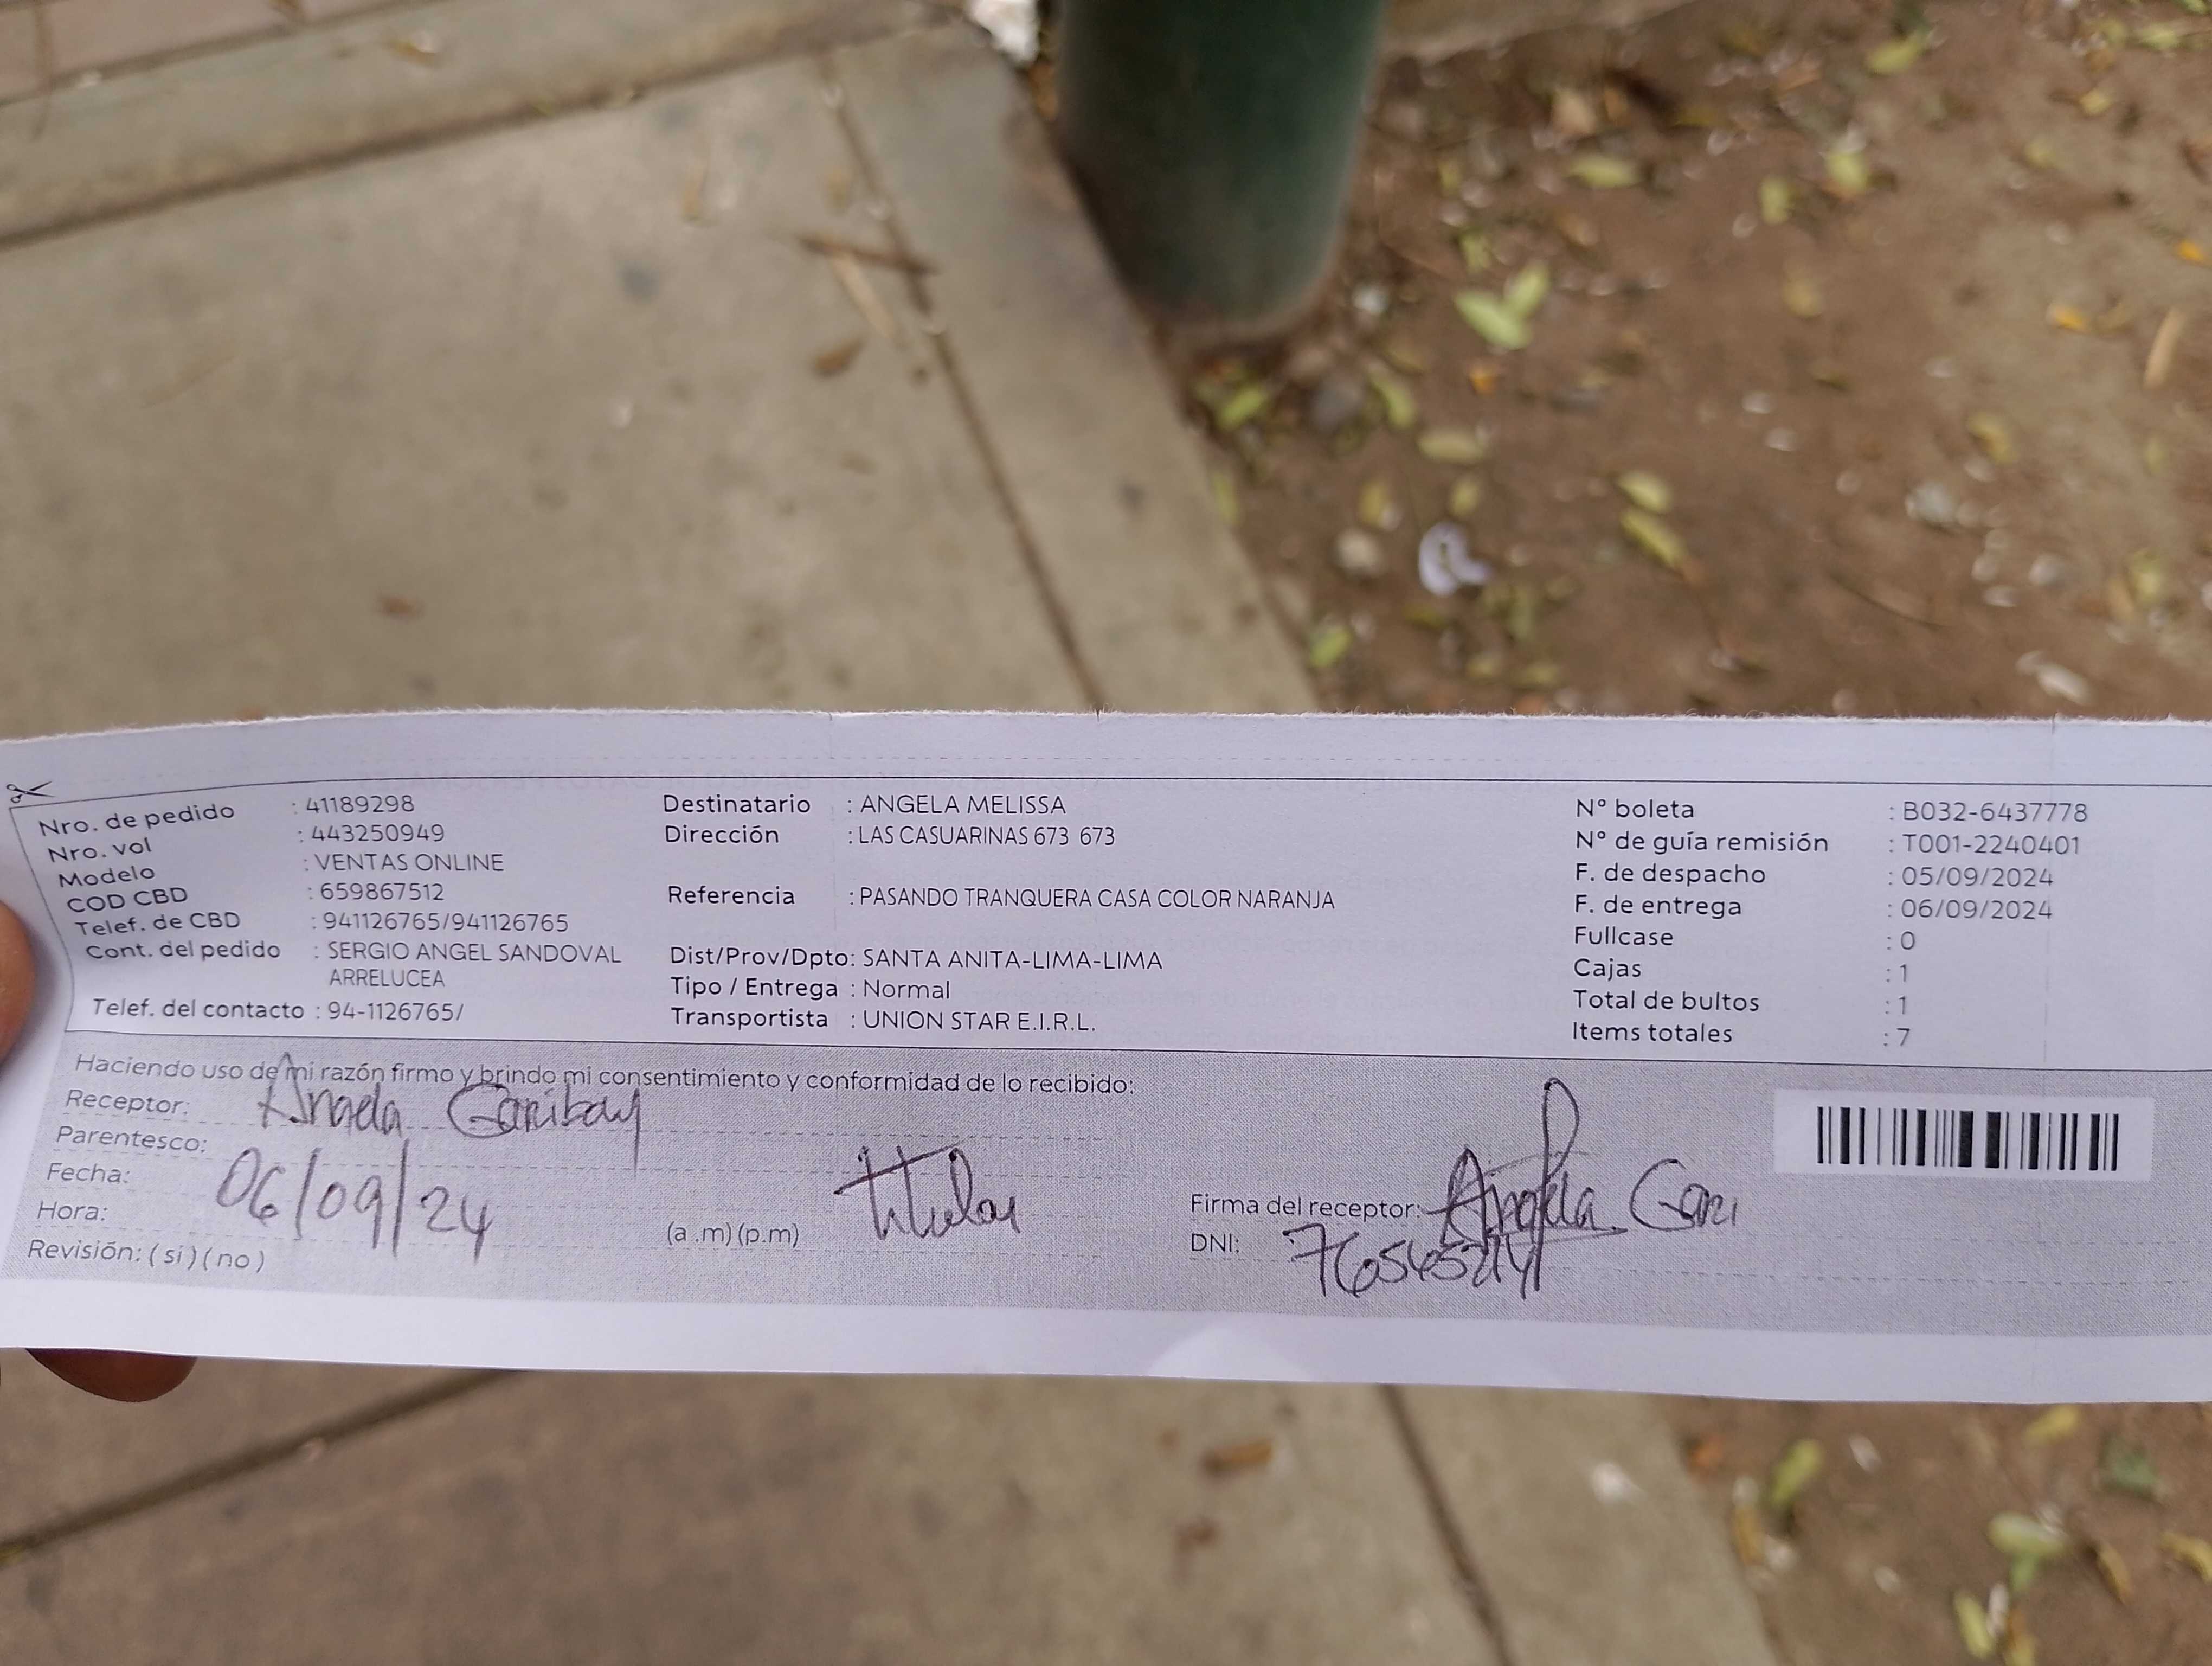 Nro. de pedido : 41189298
Nro. vol : 443250949
Modelo : VENTAS ONLINE
COD CBD : 659867512
Telef. de CBD : 941126765/941126765
Cont. del pedido : SERGIO ANGEL SANDOVAL
ARRELUCEA
Telef. del contacto : 94-1126765/
Destinatario : ANGELA MELISSA
Dirección : LAS CASUARINAS 673 673
Referencia : PASANDO TRANQUERA CASA COLOR NARANJA
Dist/Prov/Dpto: SANTA ANITA-LIMA-LIMA
Tipo / Entrega : Normal
Transportista : UNION STAR E.I.R.L.
N° boleta : B032-6437778
N° de guía remisión : T001-2240401
F. de despacho : 05/09/2024
F. de entrega : 06/09/2024
Fullcase : 0
Cajas : 1
Total de bultos : 1
Items totales : 7
Haciendo uso de mi razón firmo y brindo mi consentimiento y conformidad de lo recibido:
Receptor: Angela Garibay
Parentesco:
Fecha: 06/09/24
Hora: (a .m) (p.m) titular
Revisión: ( si ) ( no )
Firma del receptor: Angela Gari
DNI: